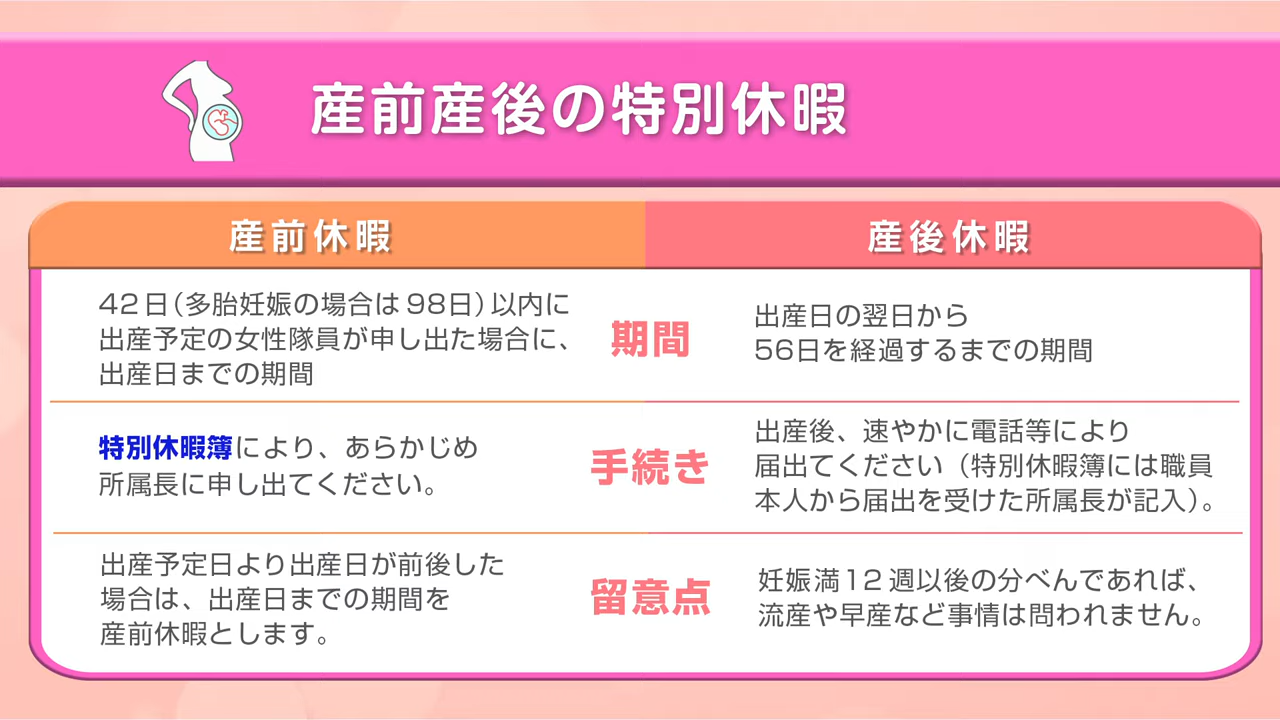 産前産後の特別休暇
産前休暇
産後休暇
42日(多胎妊娠の場合は98日)以内に
出産予定の女性隊員が申し出た場合に、
出産日までの期間
期間
出産日の翌日から
56日を経過するまでの期間
特別休暇簿により、あらかじめ
所属長に申し出てください。
手続き
出産後、速やかに電話等により
届出てください（特別休暇簿には職員
本人から届出を受けた所属長が記入）。
出産予定日より出産日が前後した
場合は、出産日までの期間を
産前休暇とします。
留意点
妊娠満12週以後の分べんであれば、
流産や早産など事情は問われません。